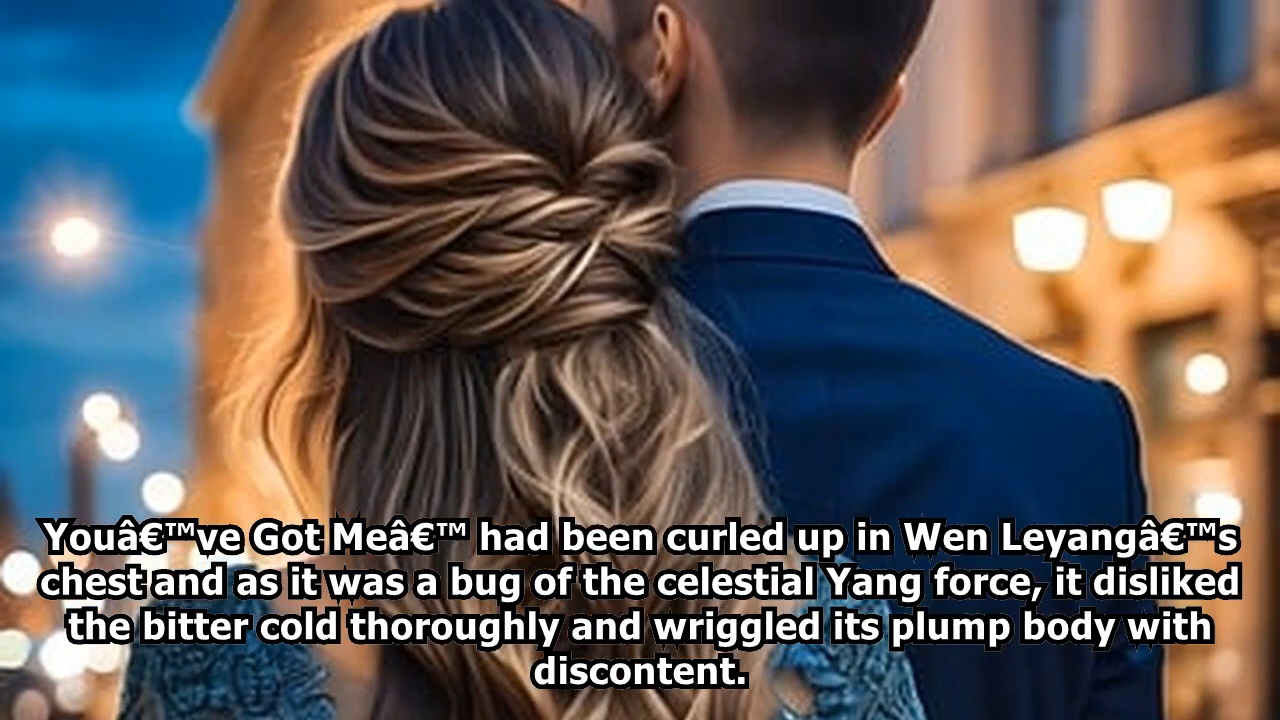 Youâ€™ve Got Meâ€™ had been curled up in Wen Leyangâ€™s
chest and as it was a bug of the celestial Yang force, it disliked
the bitter cold thoroughly and wriggled its plump body with
discontent.